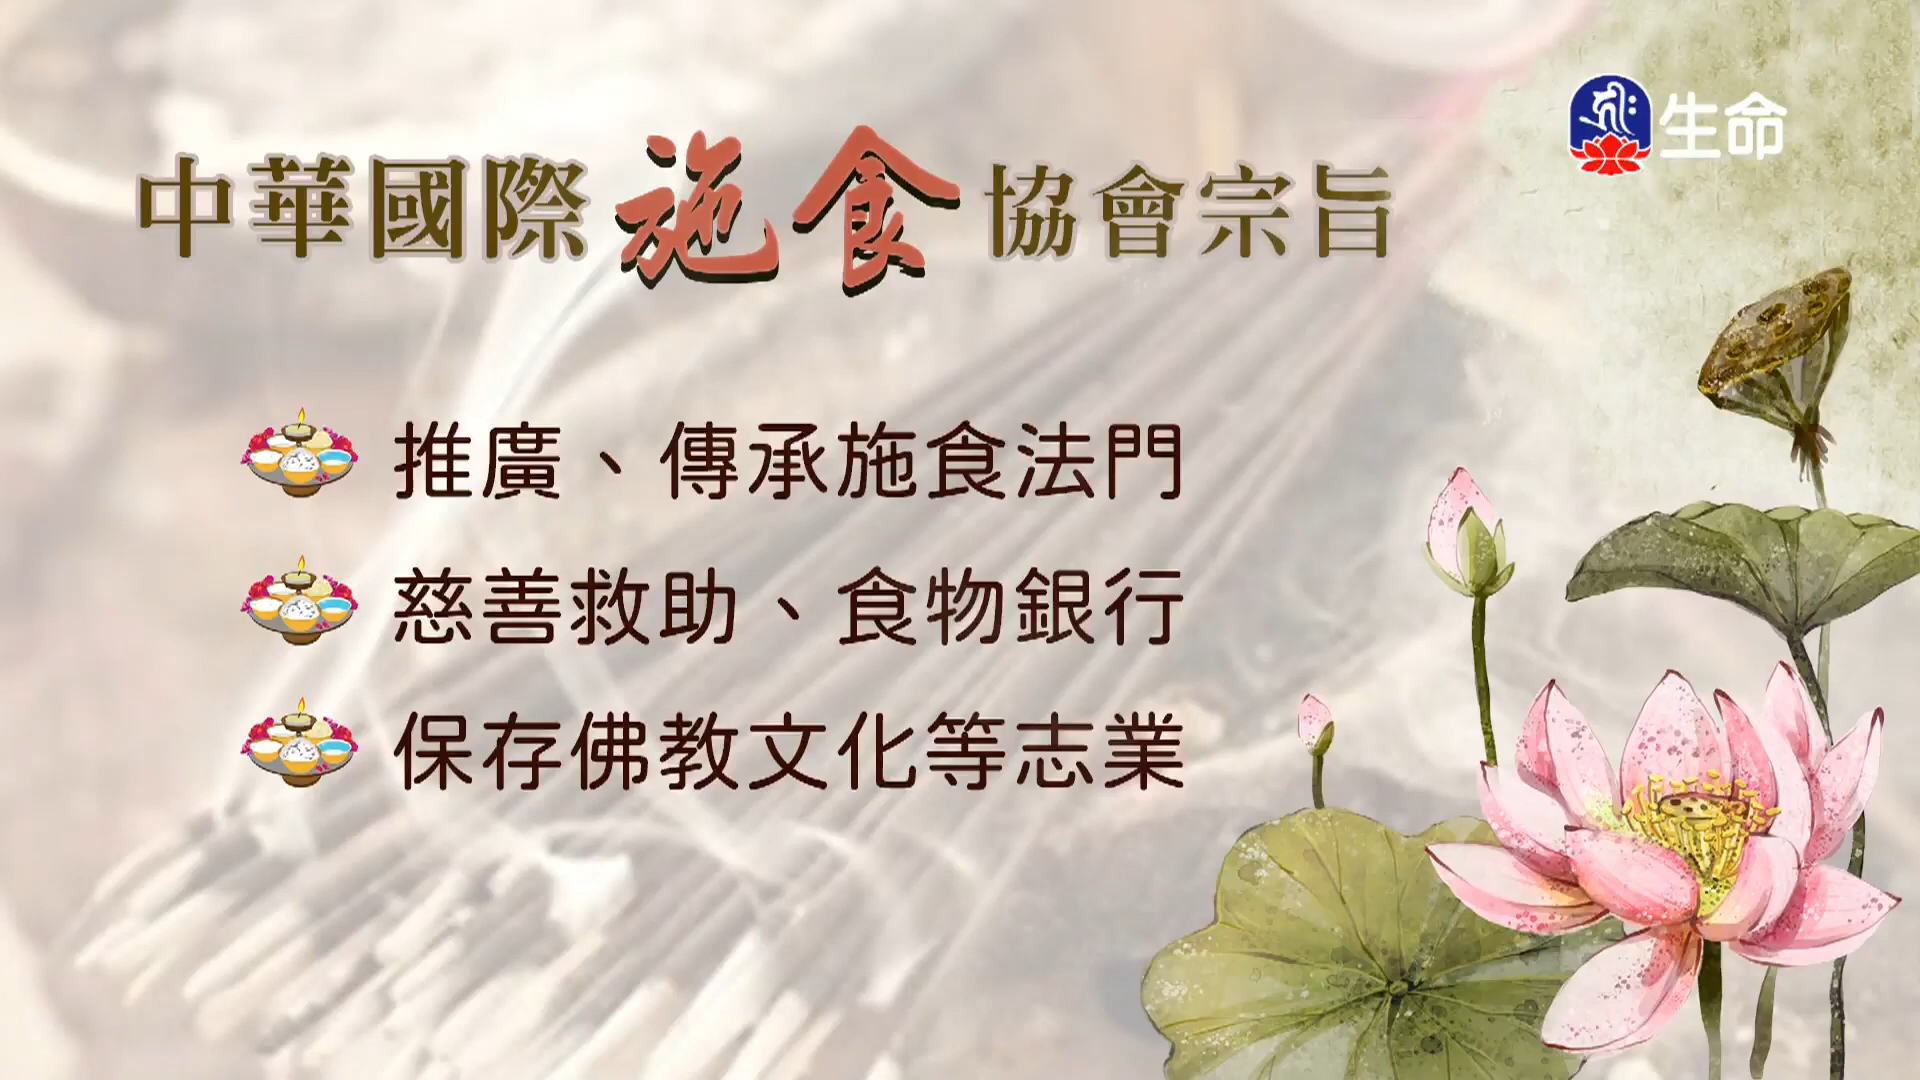 生命
中華國際施食協會宗旨
推廣、傳承施食法門
慈善救助、食物銀行
保存佛教文化等志業